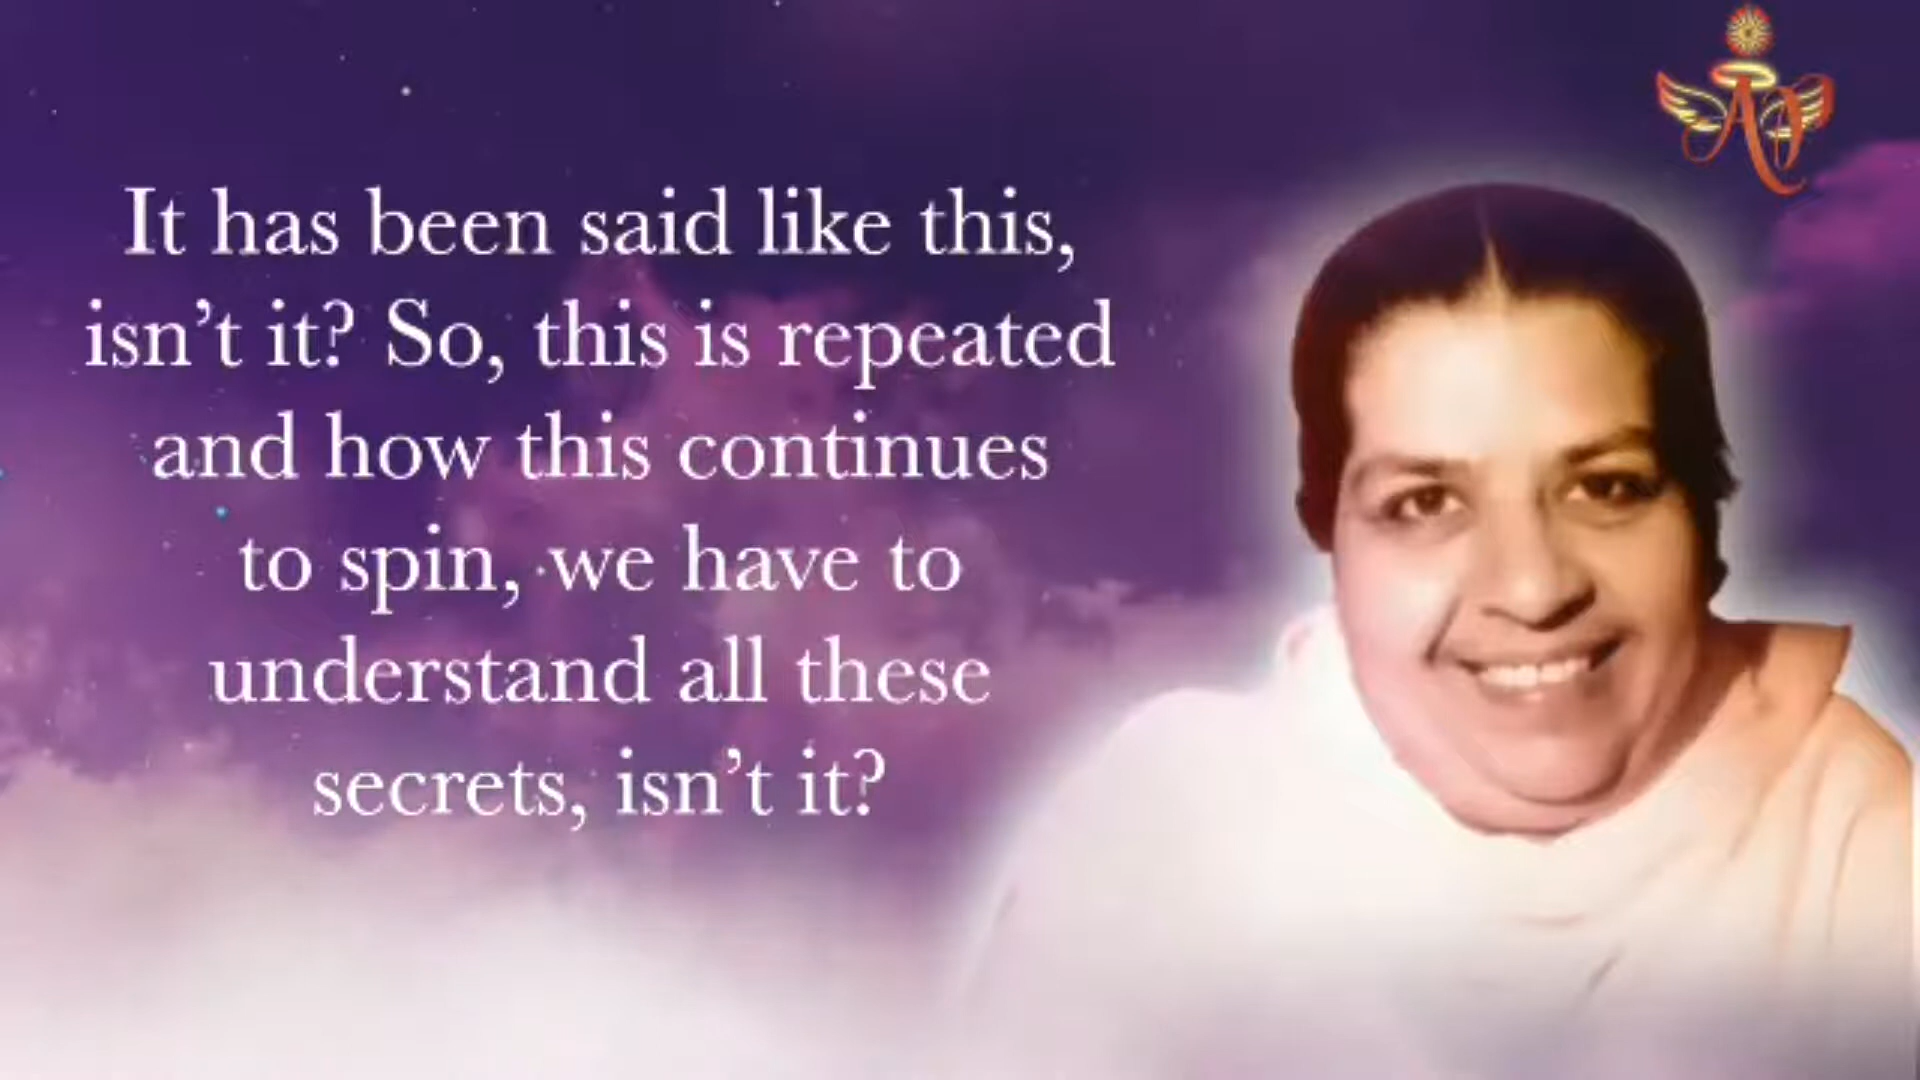 It has been said like this,
isn’t it? So, this is repeated
and how this continues
to spin, we have to
understand all these
secrets, isn’t it?